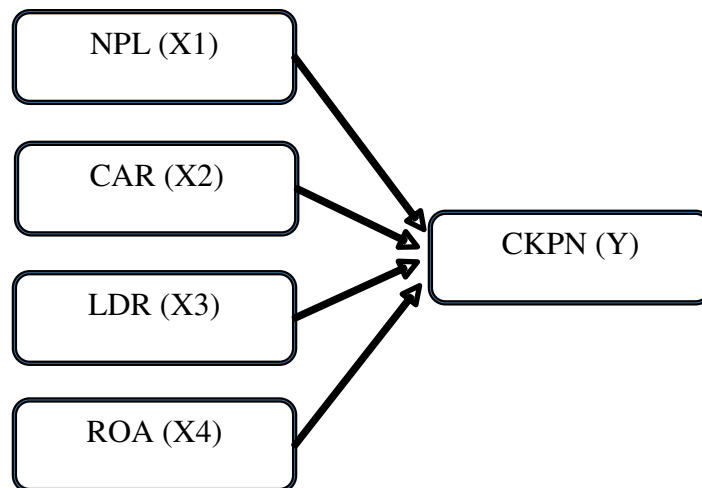 NPL (X1)
CAR (X2)
LDR (X3)
ROA (X4)
CKPN (Y)